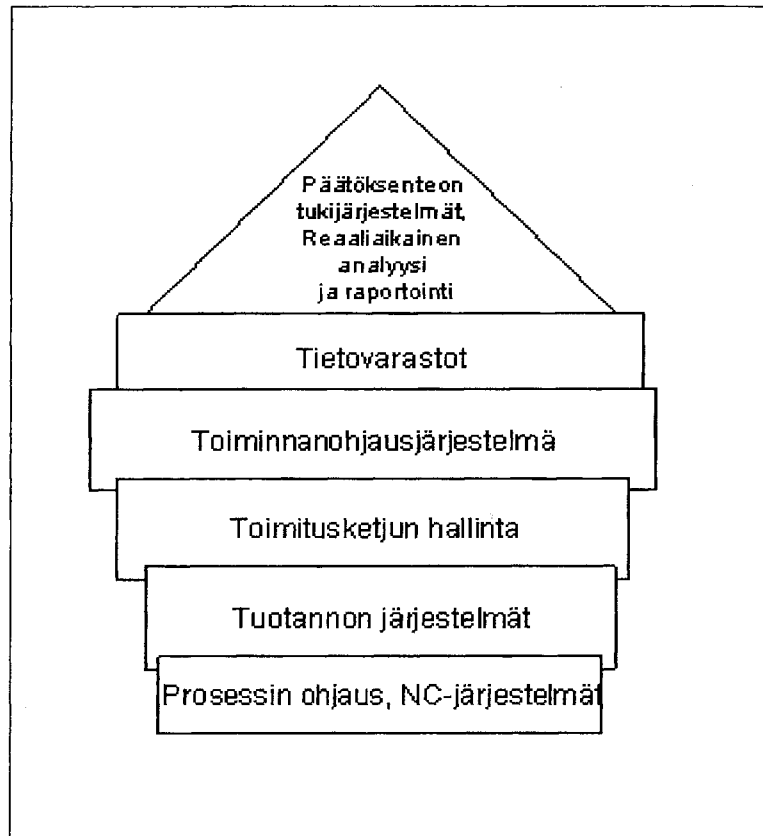 Päätöksenteon
tukijärjestelmät,
Reaaliaikainen
analyysi
ja raportointi
Tietovarastot
Toiminnanohjausjärjestelmä
Toimitusketjun hallinta
Tuotannon järjestelmät
Prosessin ohjaus, NC-järjestelmät